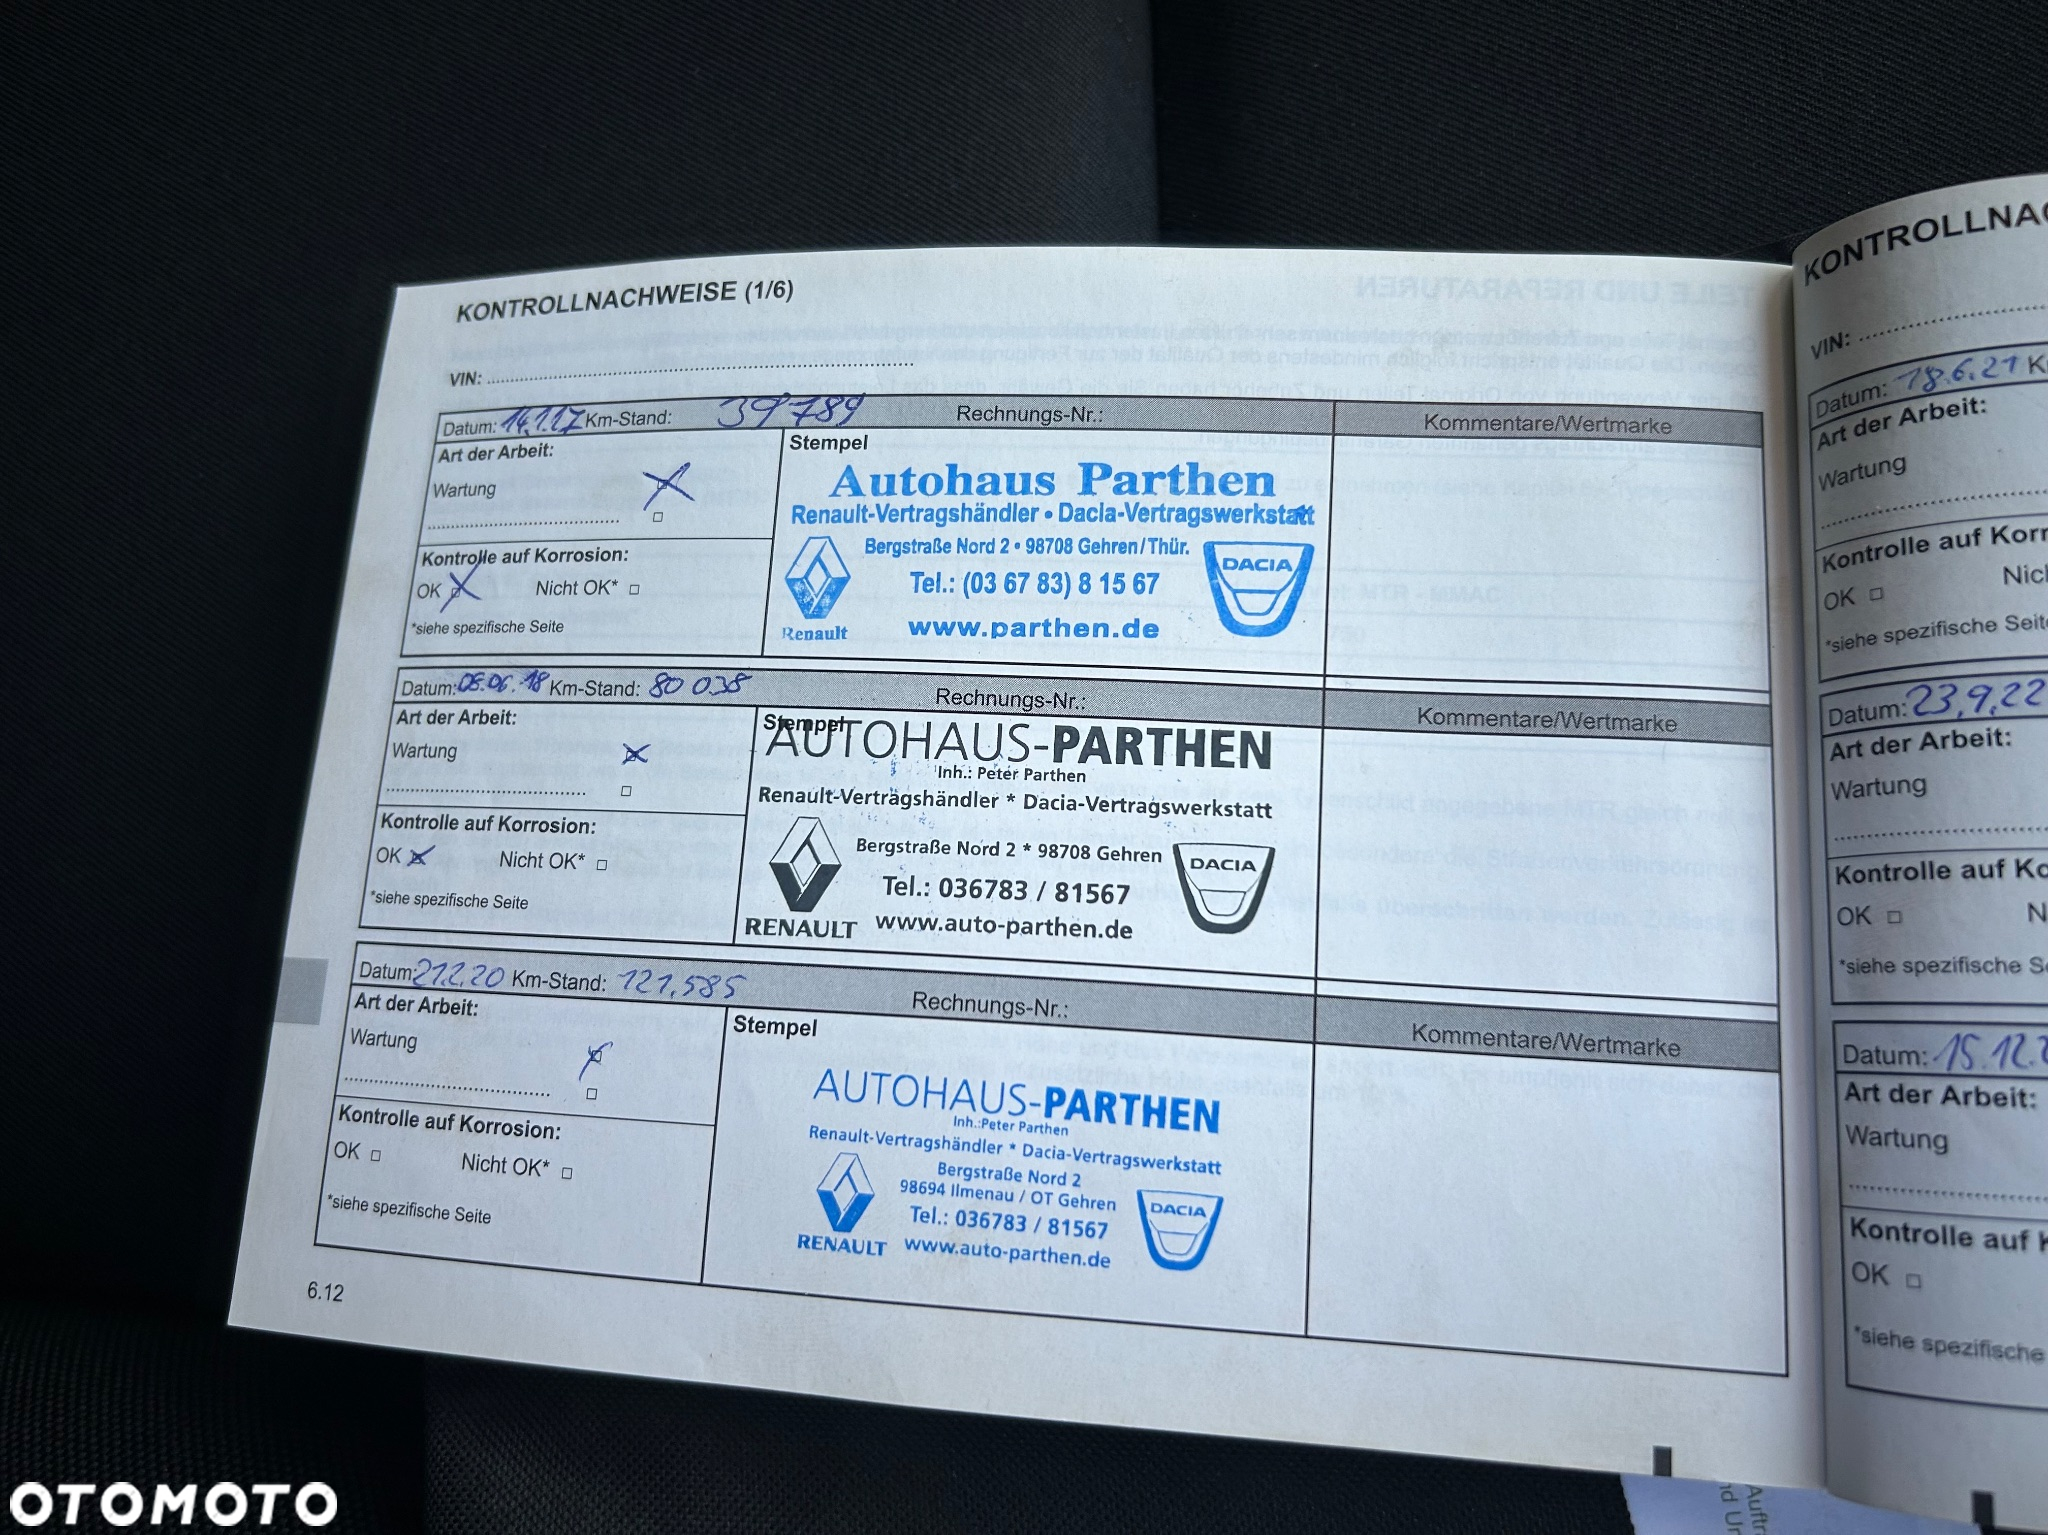 KONTROLLNACHWEISE (1/6)
VIN:
Datum: 14.1.17 Km-Stand: 39789 Rechnungs-Nr.: Kommentare/Wertmarke
Art der Arbeit:
Wartung
Kontrolle auf Korrosion:
OK Nicht OK*
*siehe spezifische Seite
Stempel
Autohaus Parthen
Renault-Vertragshändler • Dacia-Vertragswerkstatt
Bergstraße Nord 2 • 98708 Gehren/Thür.
DACIA
Tel.: (03 67 83) 8 15 67
Renault
www.parthen.de
Datum: 08.06.18 Km-Stand: 80 038 Rechnungs-Nr.: Kommentare/Wertmarke
Art der Arbeit:
Wartung
Kontrolle auf Korrosion:
OK Nicht OK*
*siehe spezifische Seite
Stempel
AUTOHAUS-PARTHEN
Inh.: Peter Parthen
Renault-Vertragshändler * Dacia-Vertragswerkstatt
Bergstraße Nord 2 * 98708 Gehren
DACIA
Tel.: 036783 / 81567
RENAULT
www.auto-parthen.de
Datum: 21.2.20 Km-Stand: 121.585 Rechnungs-Nr.: Kommentare/Wertmarke
Art der Arbeit:
Wartung
Kontrolle auf Korrosion:
OK Nicht OK*
*siehe spezifische Seite
Stempel
AUTOHAUS-PARTHEN
Inh.:Peter Parthen
Renault-Vertragshändler * Dacia-Vertragswerkstatt
Bergstraße Nord 2
98694 Ilmenau / OT Gehren
DACIA
Tel.: 036783 / 81567
RENAULT
www.auto-parthen.de
6.12
KONTROLLNA
VIN:
Datum: 18.6.21 K
Art der Arbeit:
Wartung
Kontrolle auf Korr
OK Nic
*siehe spezifische Seite
Datum: 23.9.22
Art der Arbeit:
Wartung
Kontrolle auf Ko
OK N
*siehe spezifische S
Datum: 15.12.
Art der Arbeit:
Wartung
Kontrolle auf K
OK
*siehe spezifische
OTOMOTO